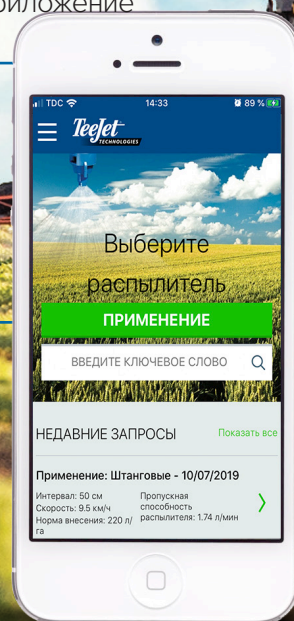 риложение
TDC 14:33 89 %
TeeJet
TECHNOLOGIES
Выберите
распылитель
ПРИМЕНЕНИЕ
ВВЕДИТЕ КЛЮЧЕВОЕ СЛОВО
НЕДАВНИЕ ЗАПРОСЫ Показать все
Применение: Штанговые - 10/07/2019
Интервал: 50 см
Скорость: 9.5 км/ч
Норма внесения: 220 л/
га
Пропускная
способность
распылителя: 1.74 л/мин